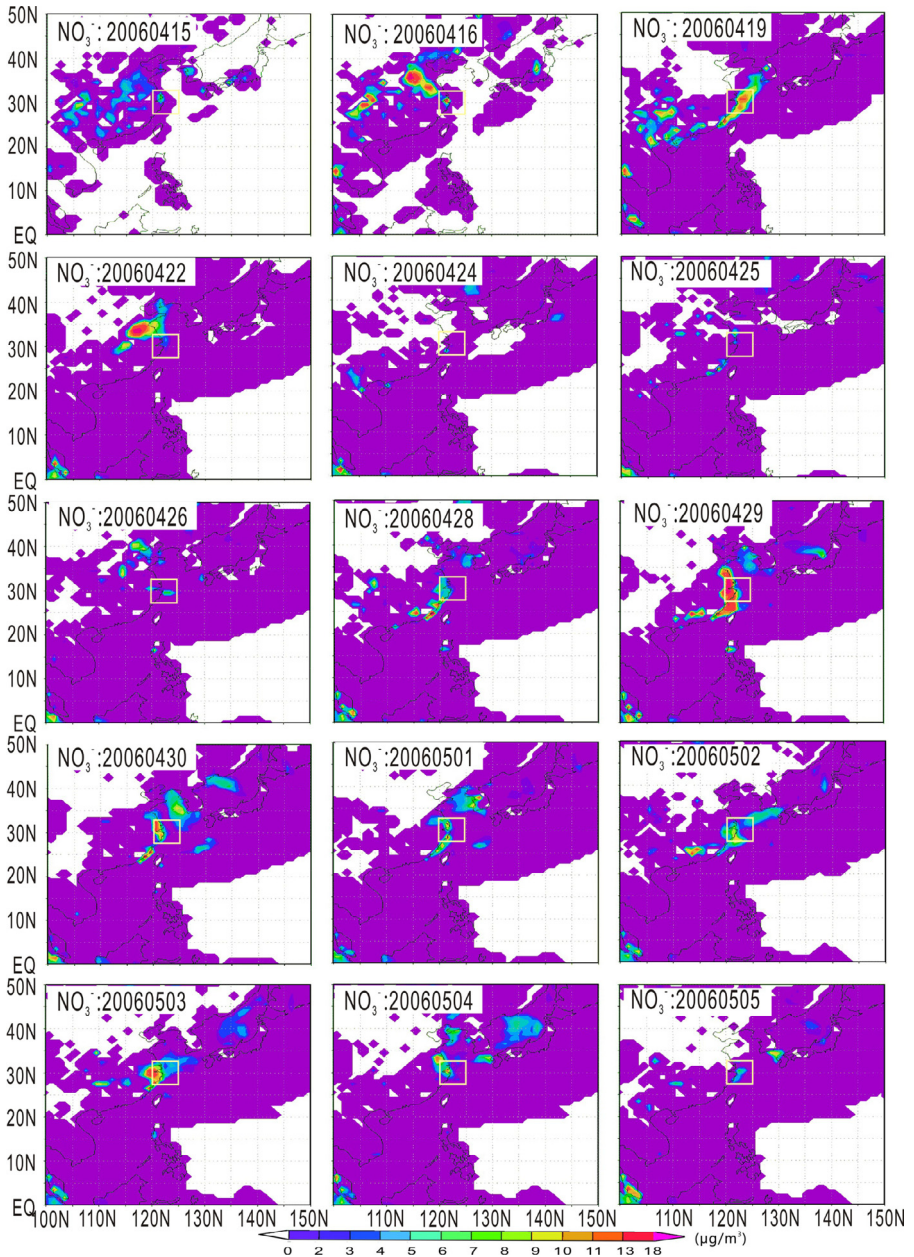 50N NO₃⁻:20060415 NO₃⁻:20060416 NO₃⁻:20060419
40N
30N
20N
10N
EQ
50N NO₃⁻:20060422 NO₃⁻:20060424 NO₃⁻:20060425
40N
30N
20N
10N
EQ
50N NO₃⁻:20060426 NO₃⁻:20060428 NO₃⁻:20060429
40N
30N
20N
10N
EQ
50N NO₃⁻:20060430 NO₃⁻:20060501 NO₃⁻:20060502
40N
30N
20N
10N
EQ
50N NO₃⁻:20060503 NO₃⁻:20060504 NO₃⁻:20060505
40N
30N
20N
10N
EQ
100N 110N 120N 130N 140N 150N 110N 120N 130N 140N 150N 110N 120N 130N 140N 150N
0 2 3 4 5 6 7 8 9 10 11 13 18 (µg/m³)